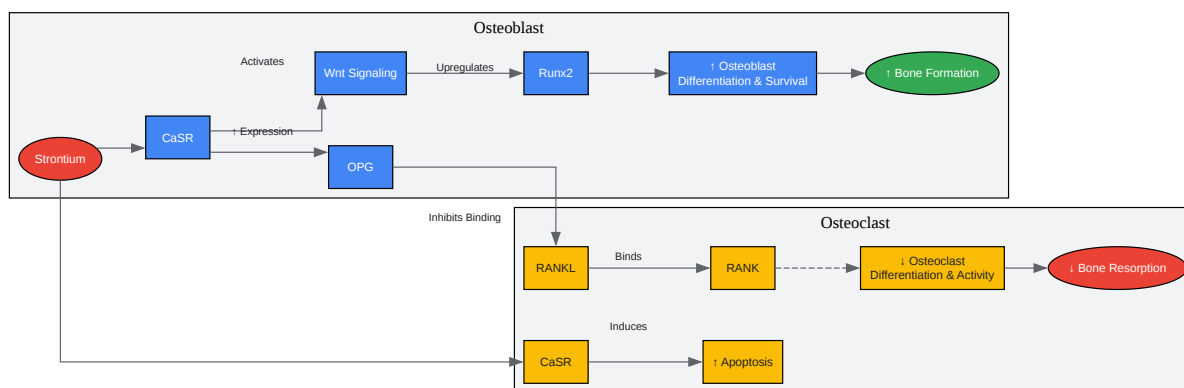 Osteoblast
Activates
Wnt Signaling
Upregulates
Runx2
↑ Osteoblast
Differentiation & Survival
↑ Bone Formation
Strontium
CaSR
↑ Expression
OPG
Inhibits Binding
Osteoclast
RANKL
Binds
RANK
↓ Osteoclast
Differentiation & Activity
↓ Bone Resorption
Induces
CaSR
↑ Apoptosis